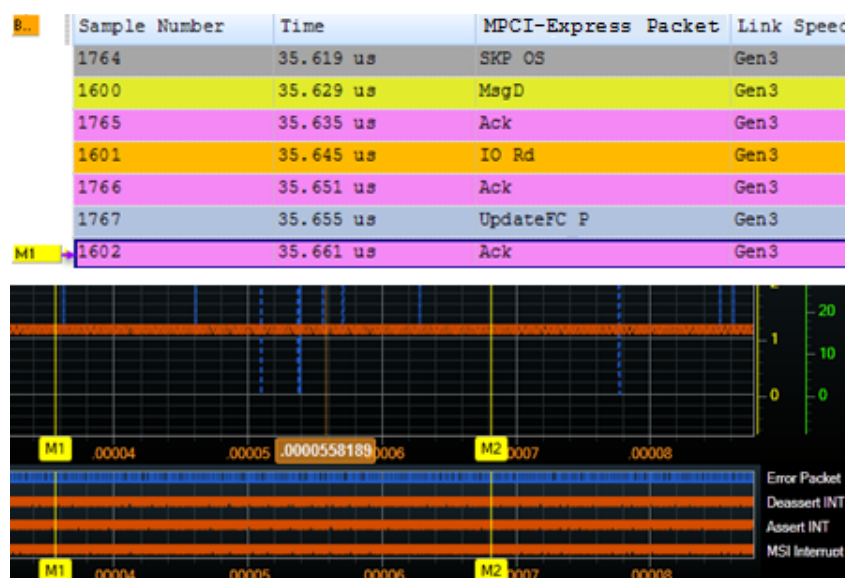 B.. Sample Number Time MPCI-Express Packet Link Speed
1764 35.619 us SKP OS Gen3
1600 35.629 us MsgD Gen3
1765 35.635 us Ack Gen3
1601 35.645 us IO Rd Gen3
1766 35.651 us Ack Gen3
1767 35.655 us UpdateFC P Gen3
M1 1602 35.661 us Ack Gen3
2
20
1
10
0 0
M1 .00004 .00005 .0000558189 0006 M2 0007 .00008
Error Packet
Deassert INT
Assert INT
MSI Interrupt
M1 .00004 .00005 .00006 M2 0007 .00008